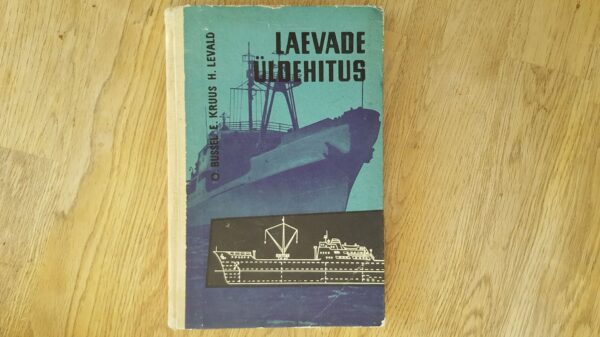 LAEVADE
ÜLDEHITUS
O. BUSSEL E. KRUUS H. LEVALD